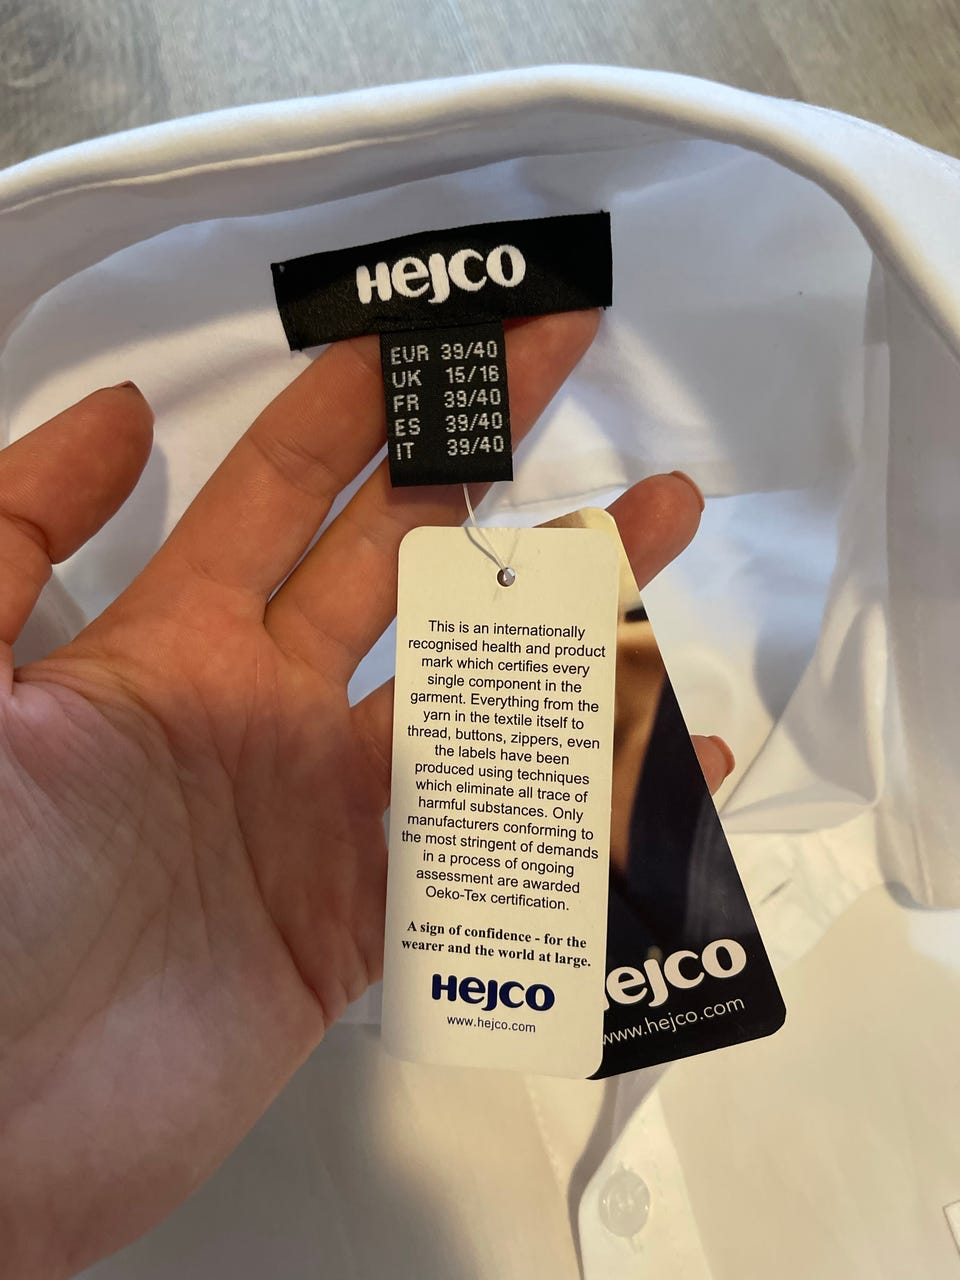 Hejco
EUR 39/40
UK 15/16
FR 39/40
ES 39/40
IT 39/40
This is an internationally
recognised health and product
mark which certifies every
single component in the
garment. Everything from the
yarn in the textile itself to
thread, buttons, zippers, even
the labels have been
produced using techniques
which eliminate all trace of
harmful substances. Only
manufacturers conforming to
the most stringent of demands
in a process of ongoing
assessment are awarded
Oeko-Tex certification.
A sign of confidence - for the
wearer and the world at large.
Hejco
www.hejco.com
ejco
www.hejco.com